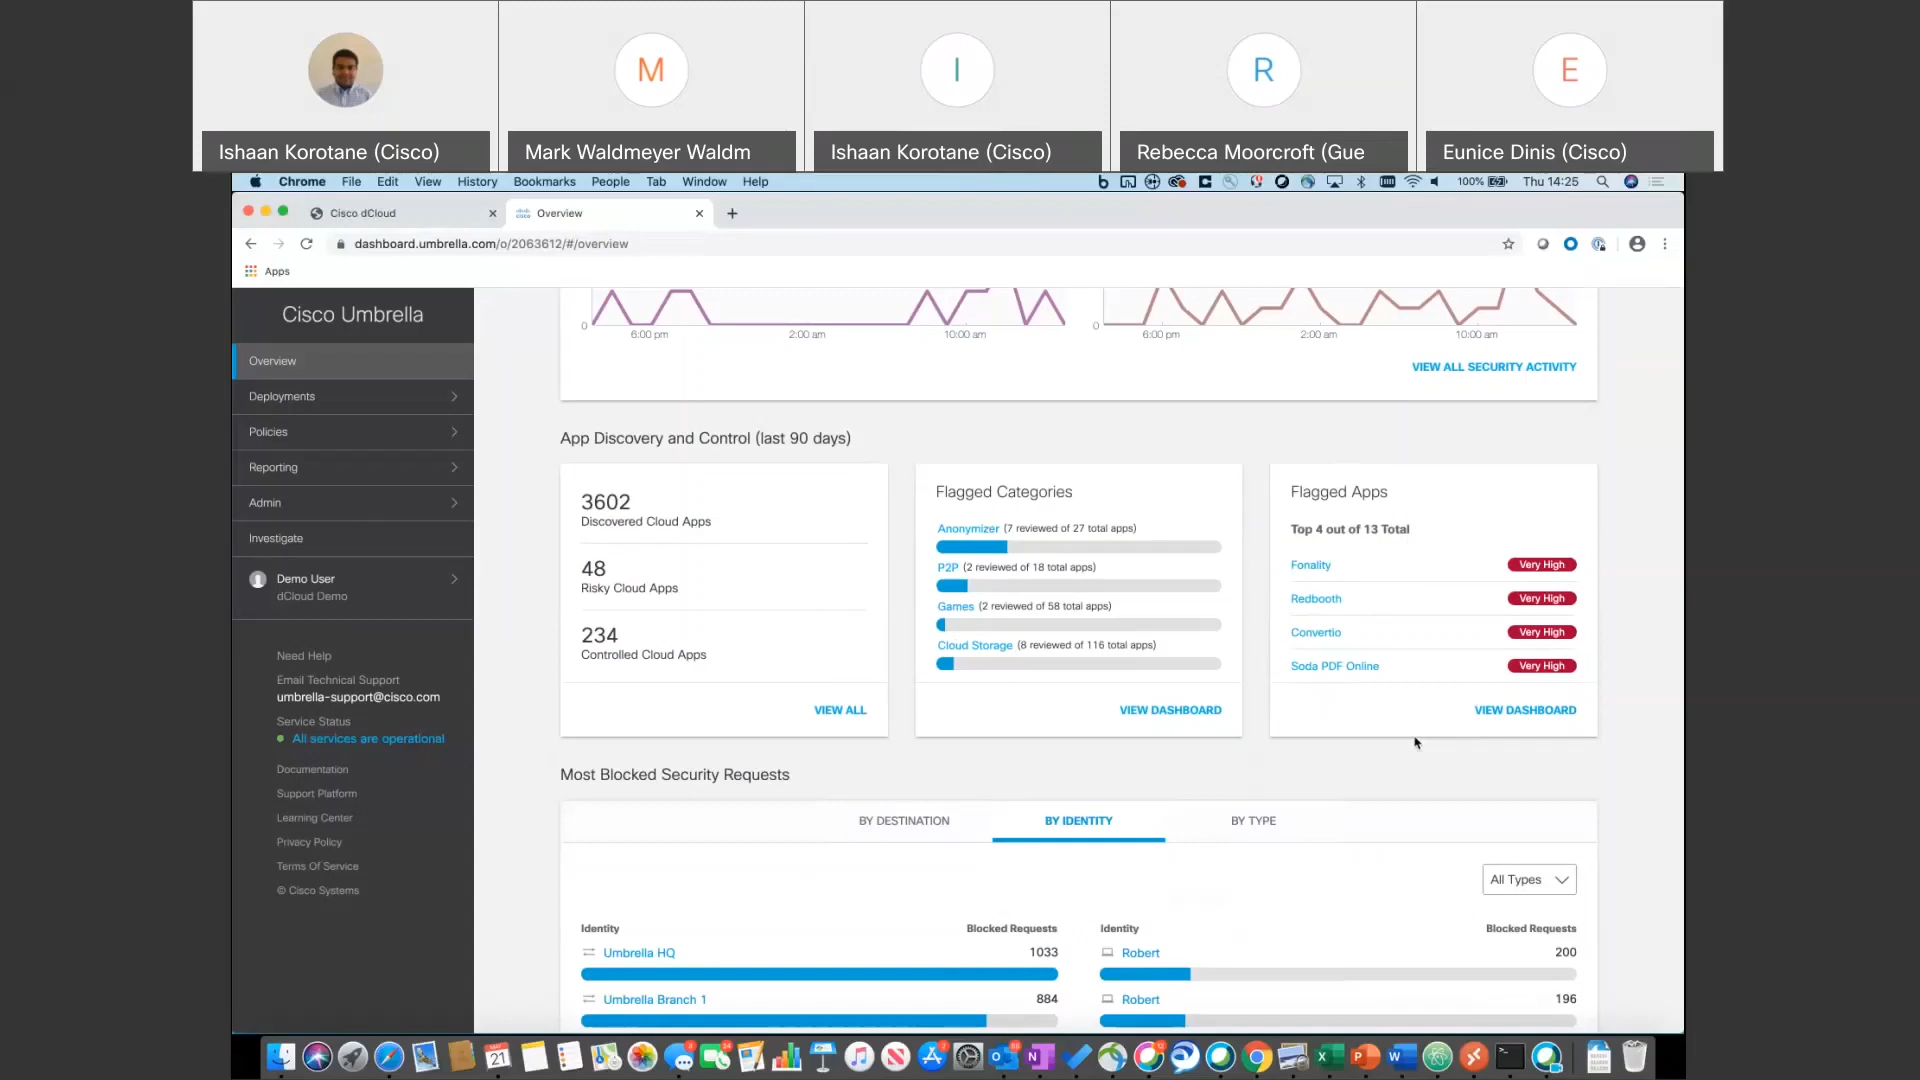 M
I
R
E
Ishaan Korotane (Cisco)
Mark Waldmeyer Waldm
Ishaan Korotane (Cisco)
Rebecca Moorcroft (Gue
Eunice Dinis (Cisco)
Chrome File Edit View History Bookmarks People Tab Window Help
100% Thu 14:25
Cisco dCloud
Overview
dashboard.umbrella.com/o/2063612/#/overview
Apps
Cisco Umbrella
Overview
Deployments
Policies
Reporting
Admin
Investigate
Demo User
dCloud Demo
Need Help
Email Technical Support
umbrella-support@cisco.com
Service Status
All services are operational
Documentation
Support Platform
Learning Center
Privacy Policy
Terms Of Service
© Cisco Systems
0
6:00 pm 2:00 am 10:00 am
0
6:00 pm 2:00 am 10:00 am
VIEW ALL SECURITY ACTIVITY
App Discovery and Control (last 90 days)
3602
Discovered Cloud Apps
48
Risky Cloud Apps
234
Controlled Cloud Apps
VIEW ALL
Flagged Categories
Anonymizer (7 reviewed of 27 total apps)
P2P (2 reviewed of 18 total apps)
Games (2 reviewed of 58 total apps)
Cloud Storage (8 reviewed of 116 total apps)
VIEW DASHBOARD
Flagged Apps
Top 4 out of 13 Total
Fonality Very High
Redbooth Very High
Convertio Very High
Soda PDF Online Very High
VIEW DASHBOARD
Most Blocked Security Requests
BY DESTINATION BY IDENTITY BY TYPE
All Types
Identity Blocked Requests
Umbrella HQ 1033
Umbrella Branch 1 884
Identity Blocked Requests
Robert 200
Robert 196
21